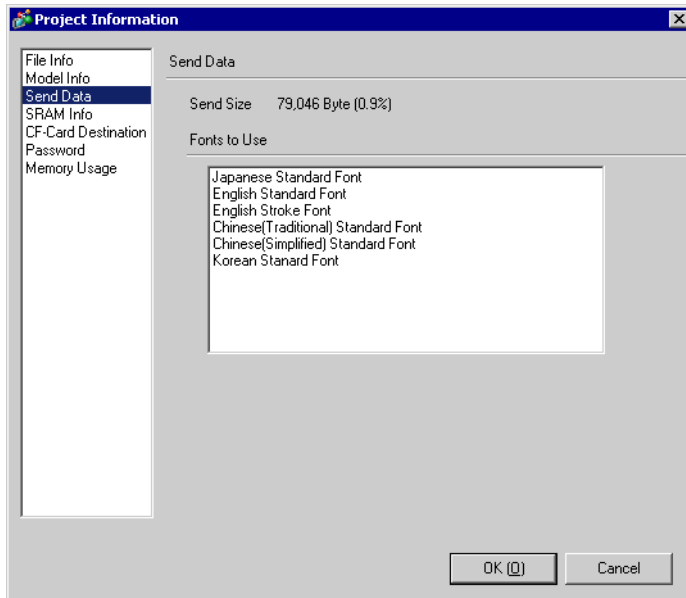 Project Information
File Info
Model Info
Send Data
SRAM Info
CF-Card Destination
Password
Memory Usage
Send Data
Send Size 79,046 Byte (0.9%)
Fonts to Use
Japanese Standard Font
English Standard Font
English Stroke Font
Chinese(Traditional) Standard Font
Chinese(Simplified) Standard Font
Korean Stanard Font
OK (O) Cancel